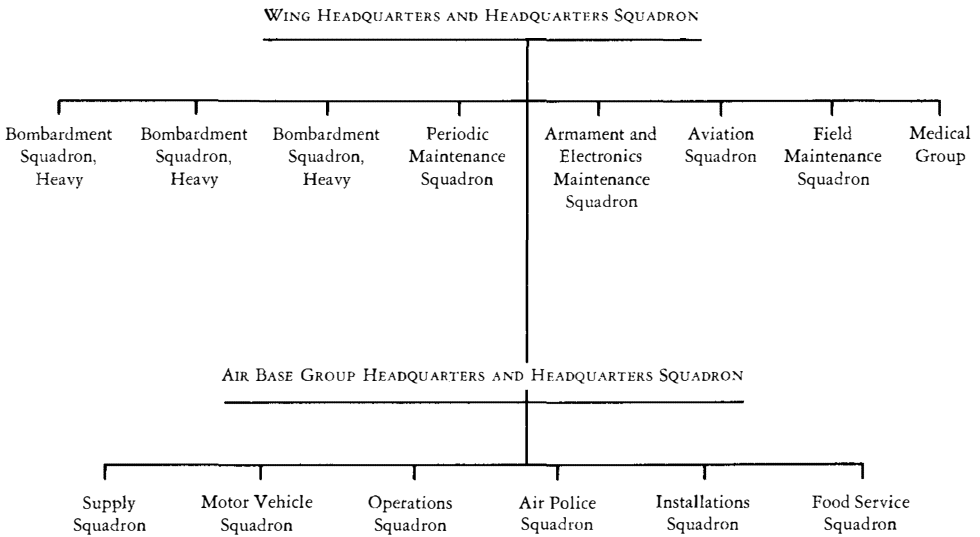 WING HEADQUARTERS AND HEADQUARTERS SQUADRON
Bombardment
Squadron,
Heavy
Bombardment
Squadron,
Heavy
Bombardment
Squadron,
Heavy
Periodic
Maintenance
Squadron
Armament and
Electronics
Maintenance
Squadron
Aviation
Squadron
Field
Maintenance
Squadron
Medical
Group
AIR BASE GROUP HEADQUARTERS AND HEADQUARTERS SQUADRON
Supply
Squadron
Motor Vehicle
Squadron
Operations
Squadron
Air Police
Squadron
Installations
Squadron
Food Service
Squadron